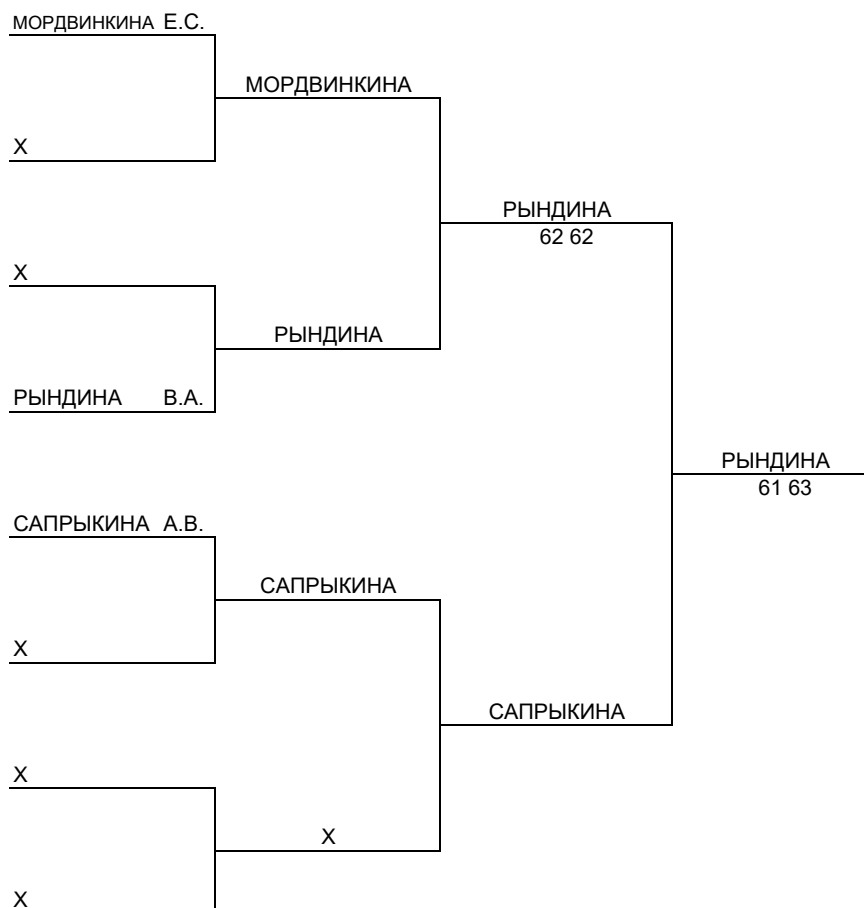 МОРДВИНКИНА Е.С.
МОРДВИНКИНА
Х
РЫНДИНА
62 62
Х
РЫНДИНА
РЫНДИНА В.А.
РЫНДИНА
61 63
САПРЫКИНА А.В.
САПРЫКИНА
Х
САПРЫКИНА
Х
Х
Х